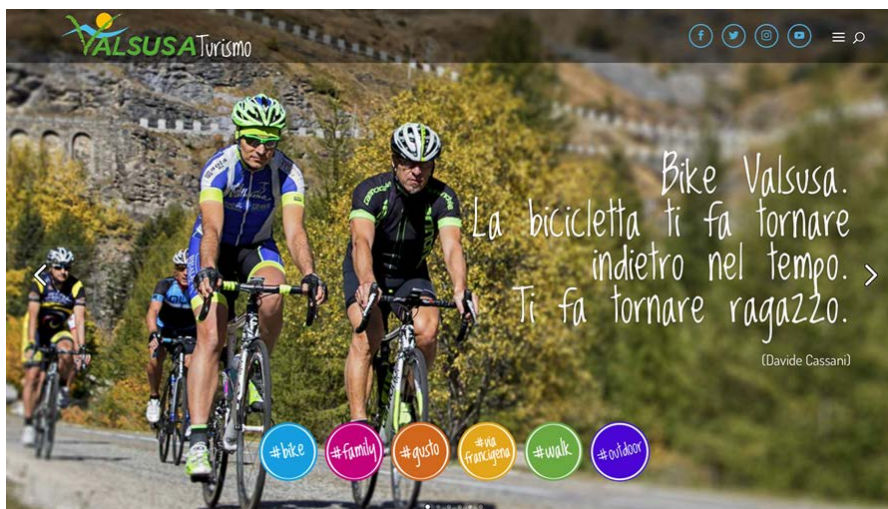 VALSUSA Turismo
Bike Valsusa.
La bicicletta ti fa tornare
indietro nel tempo.
Ti fa tornare ragazzo.
(Davide Cassani)
#bike
#family
#gusto
#via
francigena
#walk
#outdoor